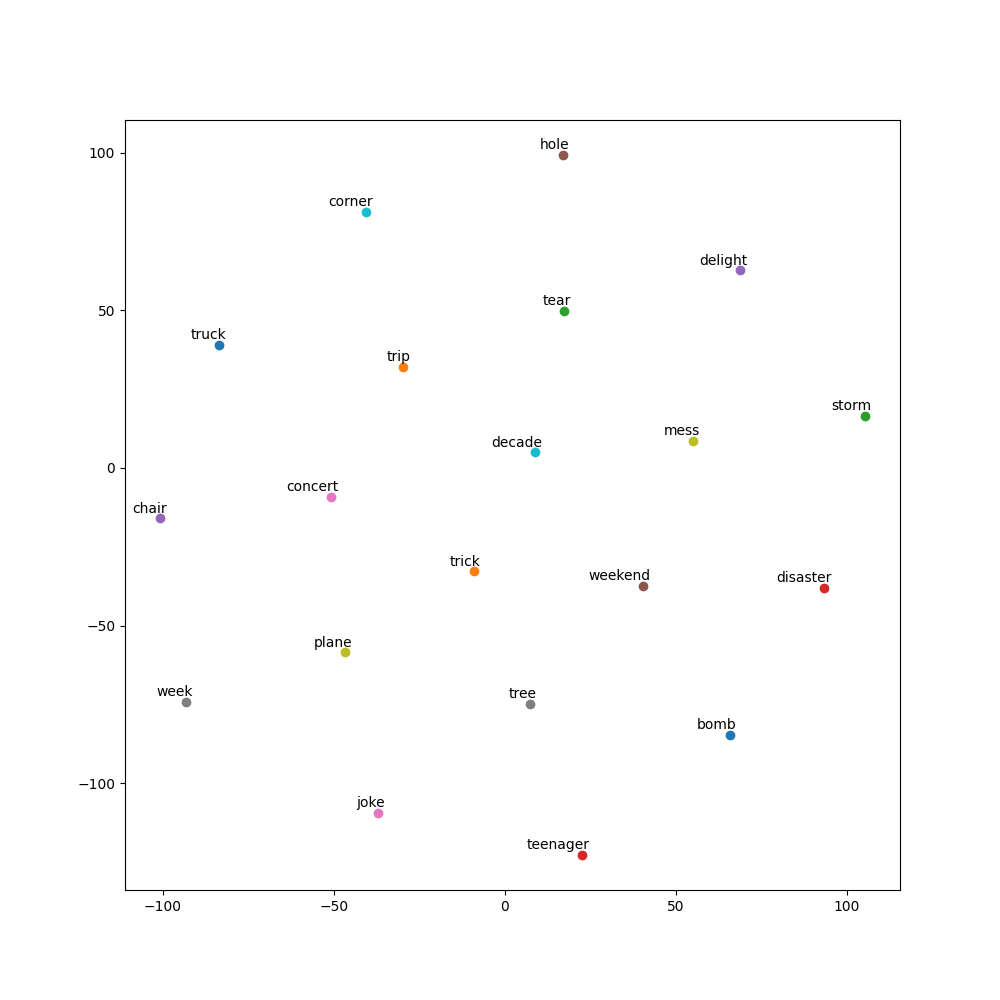 hole
100
corner
delight
tear
50
truck
trip
storm
mess
decade
0
concert
chair
trick
weekend
disaster
−50
plane
week
tree
bomb
−100
joke
teenager
−100 −50 0 50 100